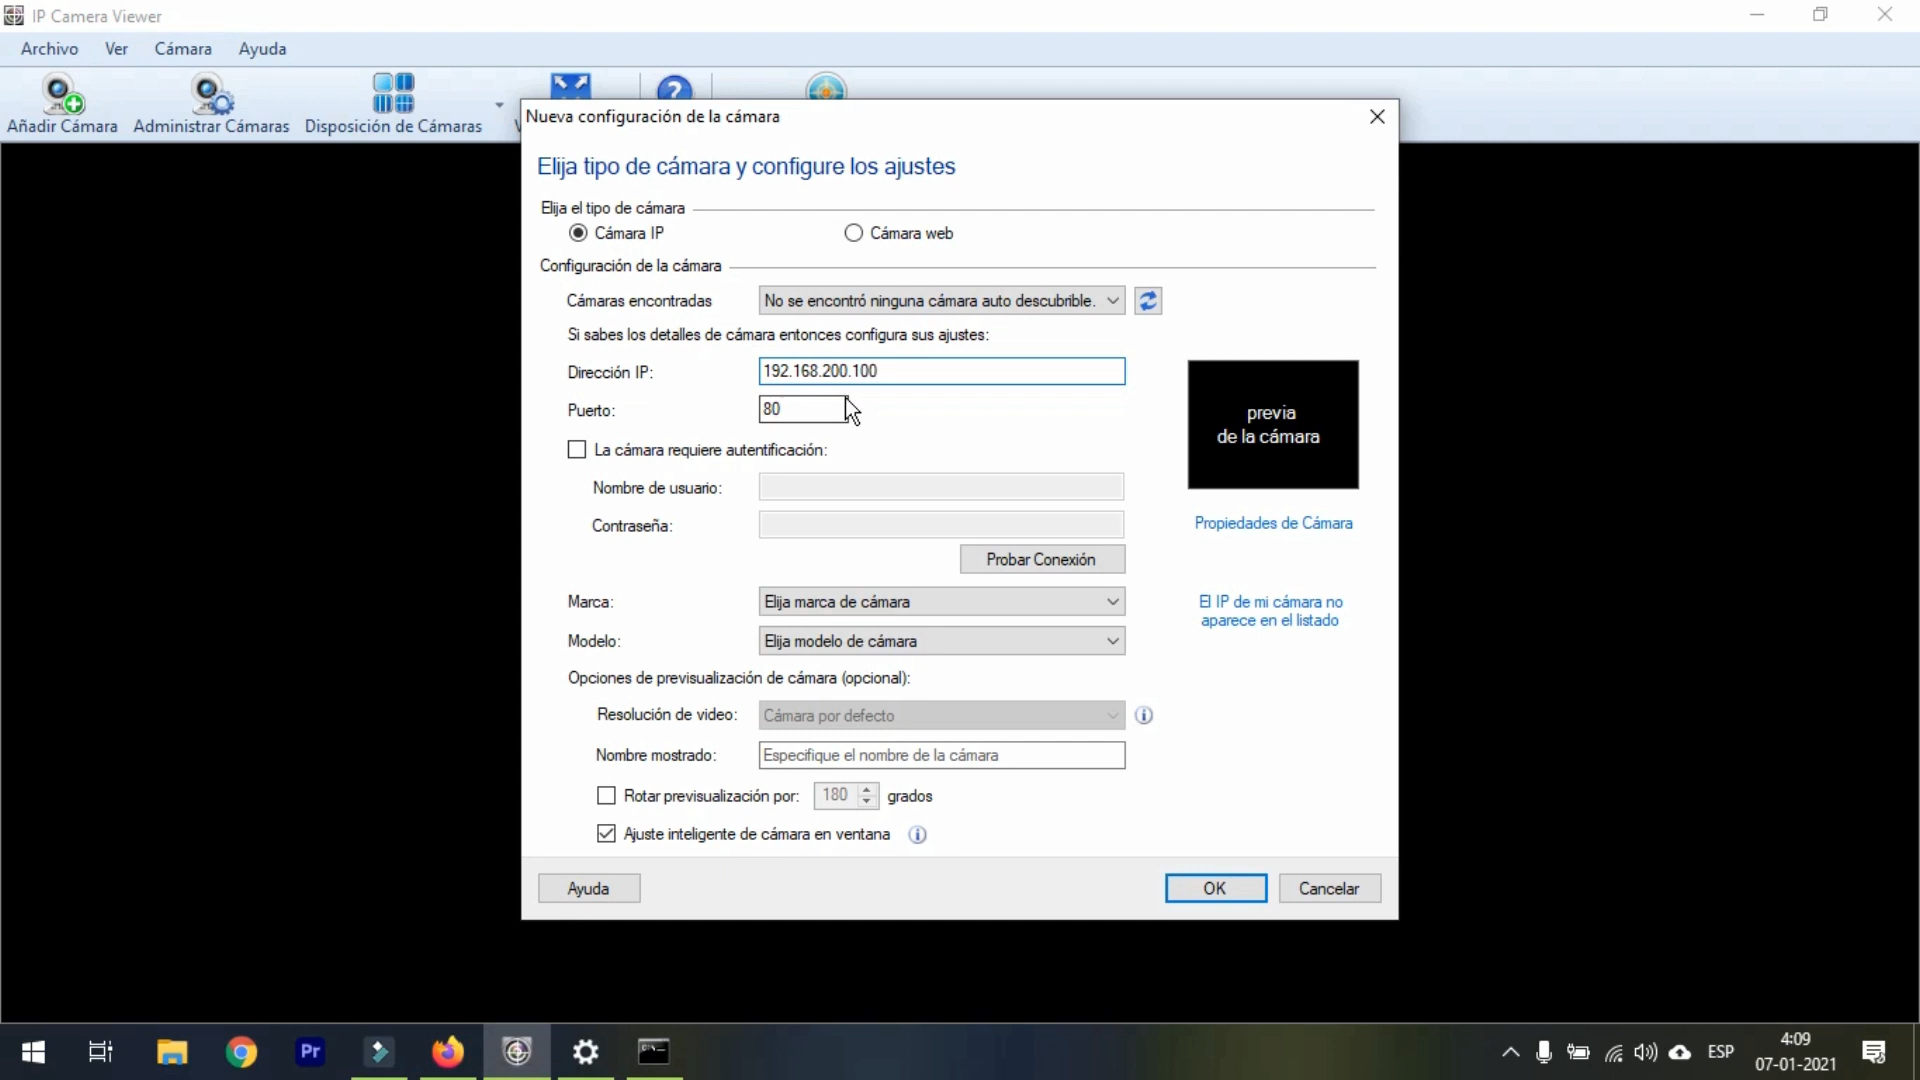 IP Camera Viewer
Archivo Ver Cámara Ayuda
Añadir Cámara Administrar Cámaras Disposición de Cámaras
Nueva configuración de la cámara
Elija tipo de cámara y configure los ajustes
Elija el tipo de cámara
Cámara IP Cámara web
Configuración de la cámara
Cámaras encontradas No se encontró ninguna cámara auto descubrible.
Si sabes los detalles de cámara entonces configura sus ajustes:
Dirección IP: 192.168.200.100
Puerto: 80
previa
de la cámara
La cámara requiere autentificación:
Nombre de usuario:
Contraseña:
Propiedades de Cámara
Probar Conexión
Marca: Elija marca de cámara
El IP de mi cámara no
aparece en el listado
Modelo: Elija modelo de cámara
Opciones de previsualización de cámara (opcional):
Resolución de video: Cámara por defecto
Nombre mostrado: Especifique el nombre de la cámara
Rotar previsualización por: 180 grados
Ajuste inteligente de cámara en ventana
Ayuda OK Cancelar
Pr
ESP
4:09
07-01-2021